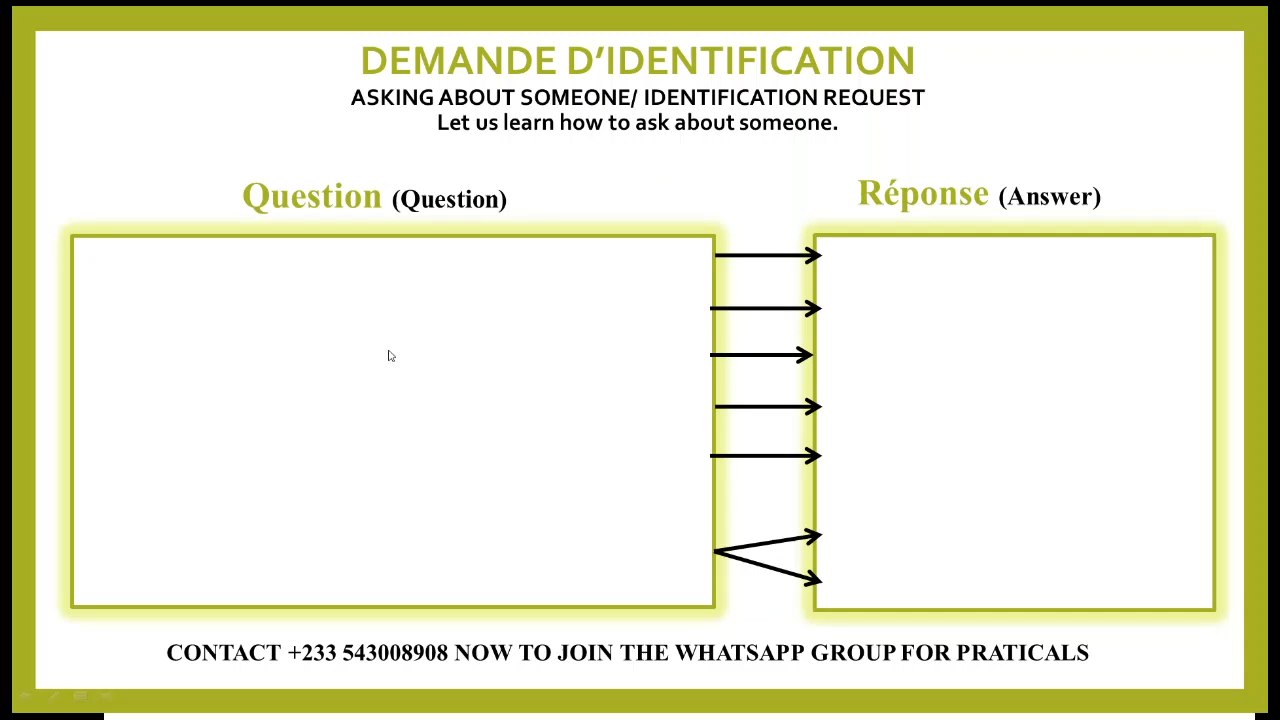 DEMANDE D’IDENTIFICATION
ASKING ABOUT SOMEONE/ IDENTIFICATION REQUEST
Let us learn how to ask about someone.
Question (Question)
Réponse (Answer)
CONTACT +233 543008908 NOW TO JOIN THE WHATSAPP GROUP FOR PRATICALS